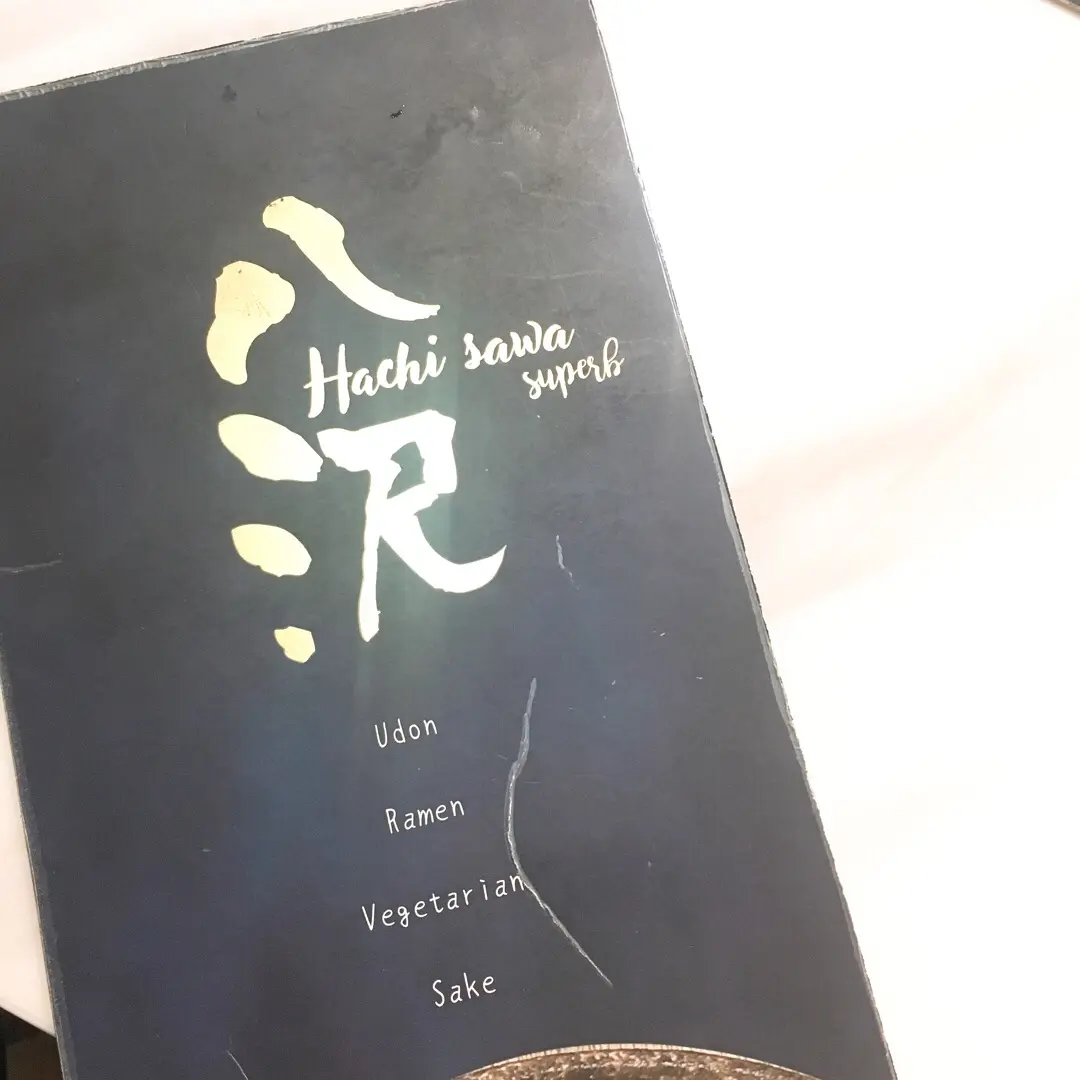 八
Hachi sawa
superb
沢
Udon
Ramen
Vegetarian
Sake